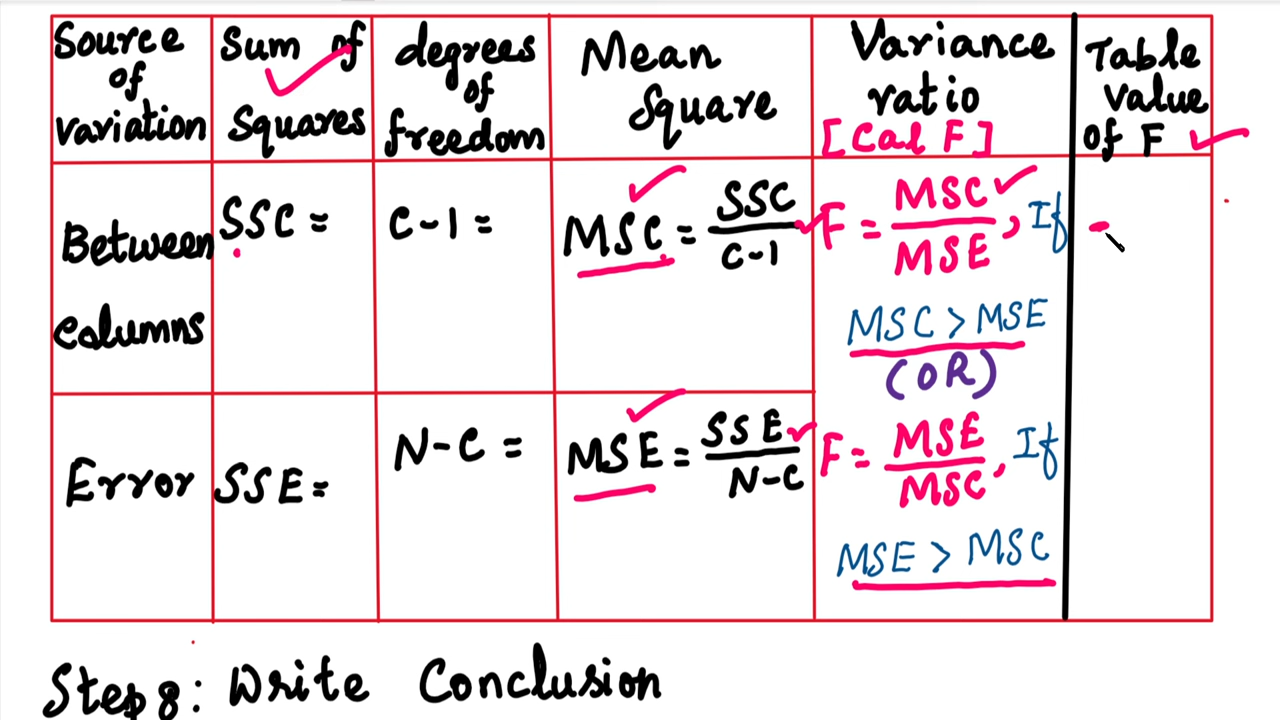 Source of variation
Sum of Squares
degrees of freedom
Mean Square
Variance ratio [Cal F]
Table Value of F
Between Columns
SSC =
C-1 =
MSC = SSC / C-1
F = MSC / MSE, If
MSC > MSE
(OR)
Error
SSE =
N-C =
MSE = SSE / N-C
F = MSE / MSC, If
MSE > MSC
Step 8: Write Conclusion